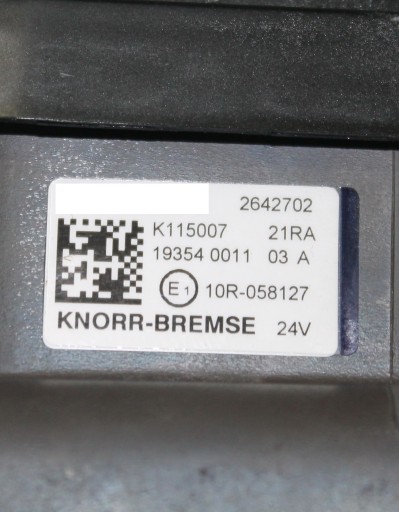 2642702
K115007 21RA
19354 0011 03 A
E1 10R-058127
KNORR-BREMSE 24V